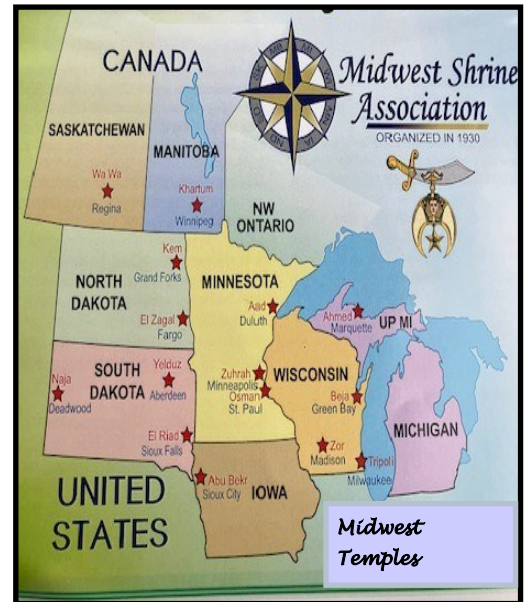 CANADA
Midwest Shrine
Association
ORGANIZED IN 1930
SASKATCHEWAN
MANITOBA
Wa Wa
Regina
Khartum
Winnipeg
NW
ONTARIO
Kem
Grand Forks
NORTH
DAKOTA
El Zagal
Fargo
MINNESOTA
Aad
Duluth
Ahmed
Marquette
UP MI
SOUTH
DAKOTA
Naja
Deadwood
Yelduz
Aberdeen
El Riad
Sioux Falls
Zuhrah
Minneapolis
Osman
St. Paul
WISCONSIN
Beja
Green Bay
Zor
Madison
Tripoli
Milwaukee
MICHIGAN
Abu Bekr
Sioux City
IOWA
UNITED
STATES
Midwest
Temples